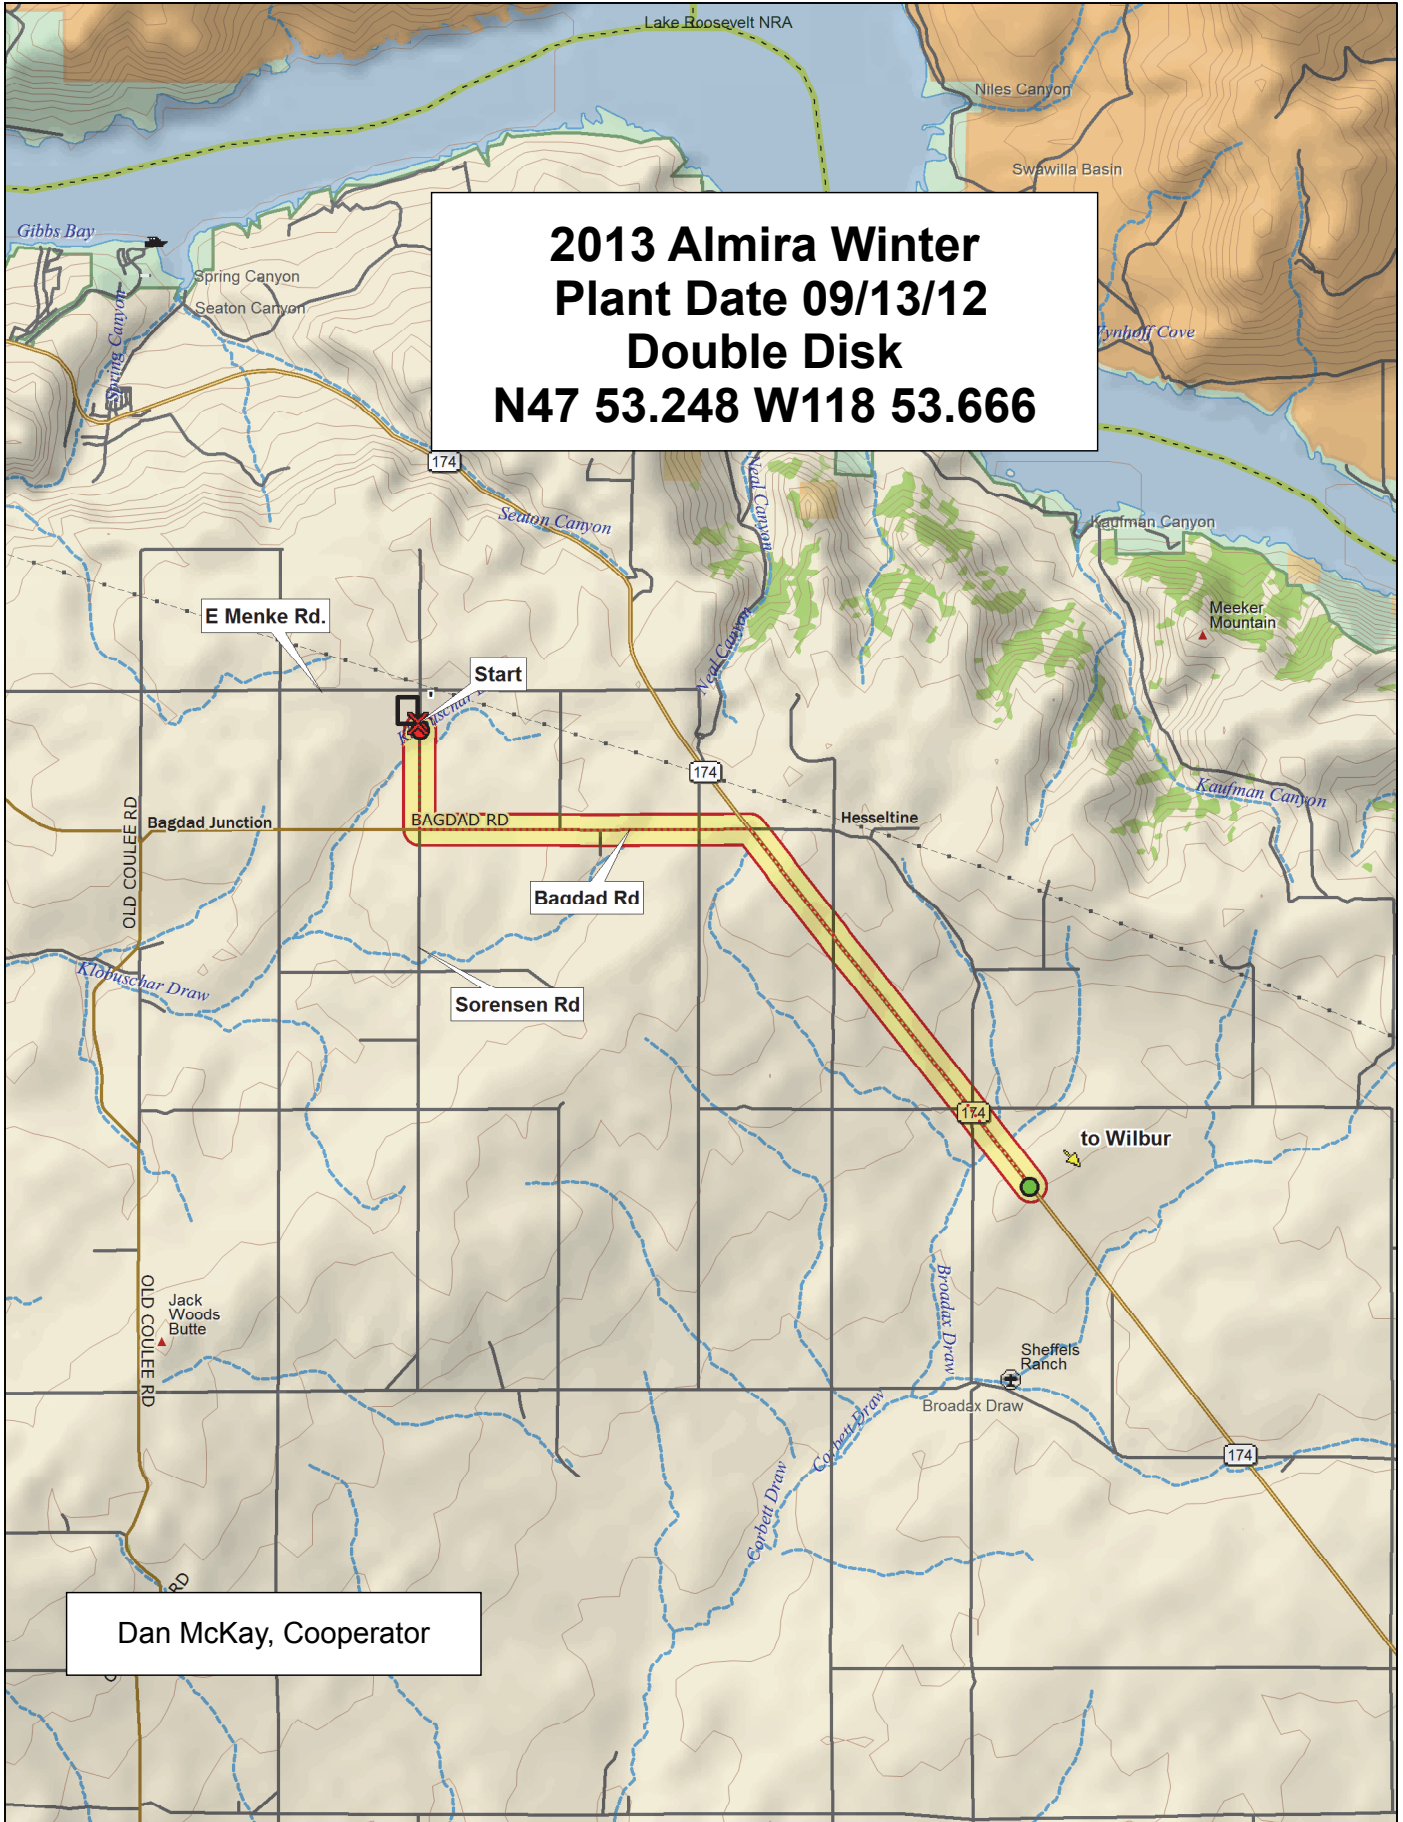 Lake Roosevelt NRA
Niles Canyon
Swawilla Basin
Gibbs Bay
Spring Canyon
Seaton Canyon
Spring Canyon
2013 Almira Winter
Plant Date 09/13/12
Double Disk
N47 53.248 W118 53.666
Cove
174
Seaton Canyon
Neal Canyon
Kaufman Canyon
Meeker
Mountain
E Menke Rd.
Neal Canyon
Start
174
Kaufman Canyon
OLD COULEE RD
Bagdad Junction
BAGDAD RD
Hesseltine
Bagdad Rd
Klobuschar Draw
Sorensen Rd
174
to Wilbur
OLD COULEE RD
Jack
Woods
Butte
Broadax Draw
Sheffels
Ranch
Broadax Draw
Corbett Draw
174
Corbett Draw
RD
Dan McKay, Cooperator